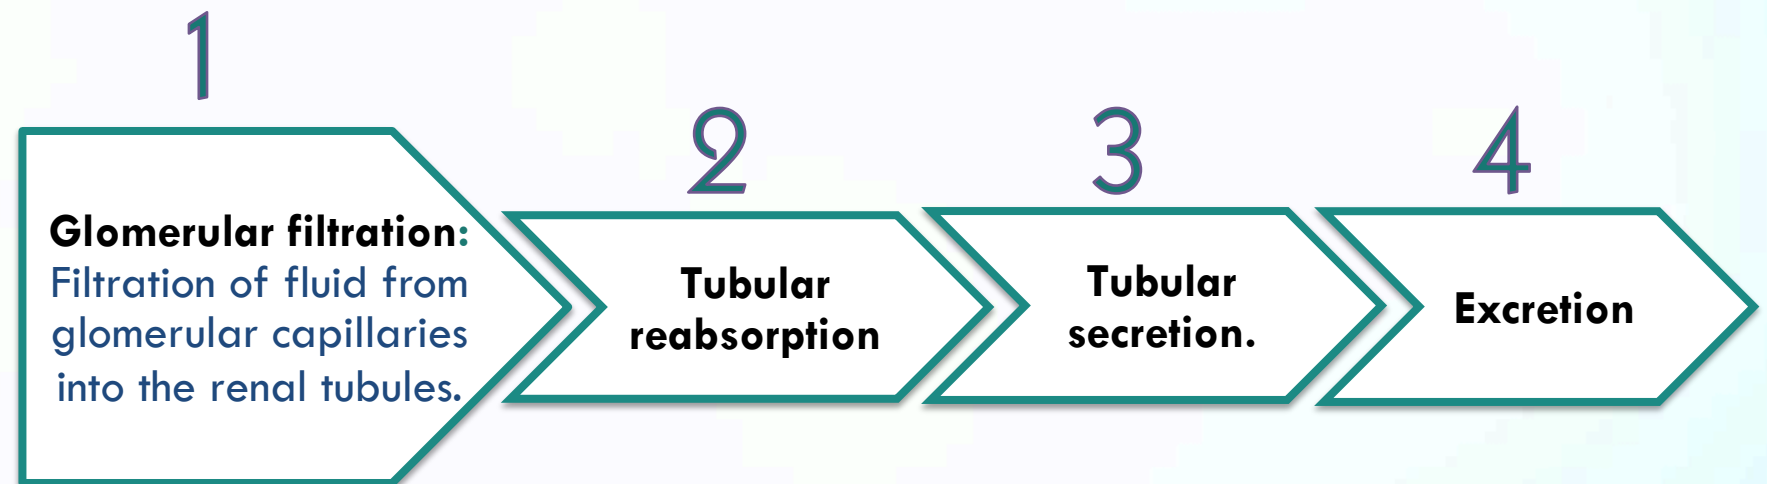 1
Glomerular filtration:
Filtration of fluid from
glomerular capillaries
into the renal tubules.
2
Tubular
reabsorption
3
Tubular
secretion.
4
Excretion